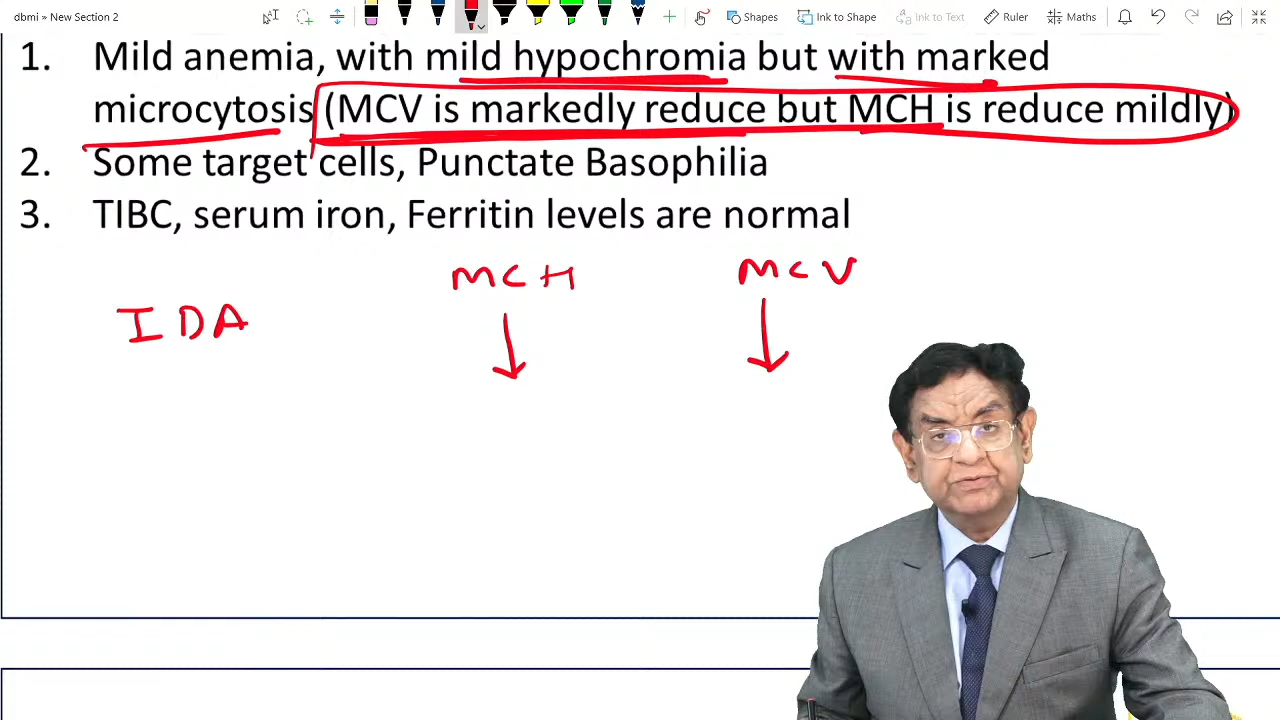 dbmi » New Section 2
Shapes Ink to Shape Ink to Text Ruler Maths
1. Mild anemia, with mild hypochromia but with marked
microcytosis (MCV is markedly reduce but MCH is reduce mildly)
2. Some target cells, Punctate Basophilia
3. TIBC, serum iron, Ferritin levels are normal
MCH MCV
IDA